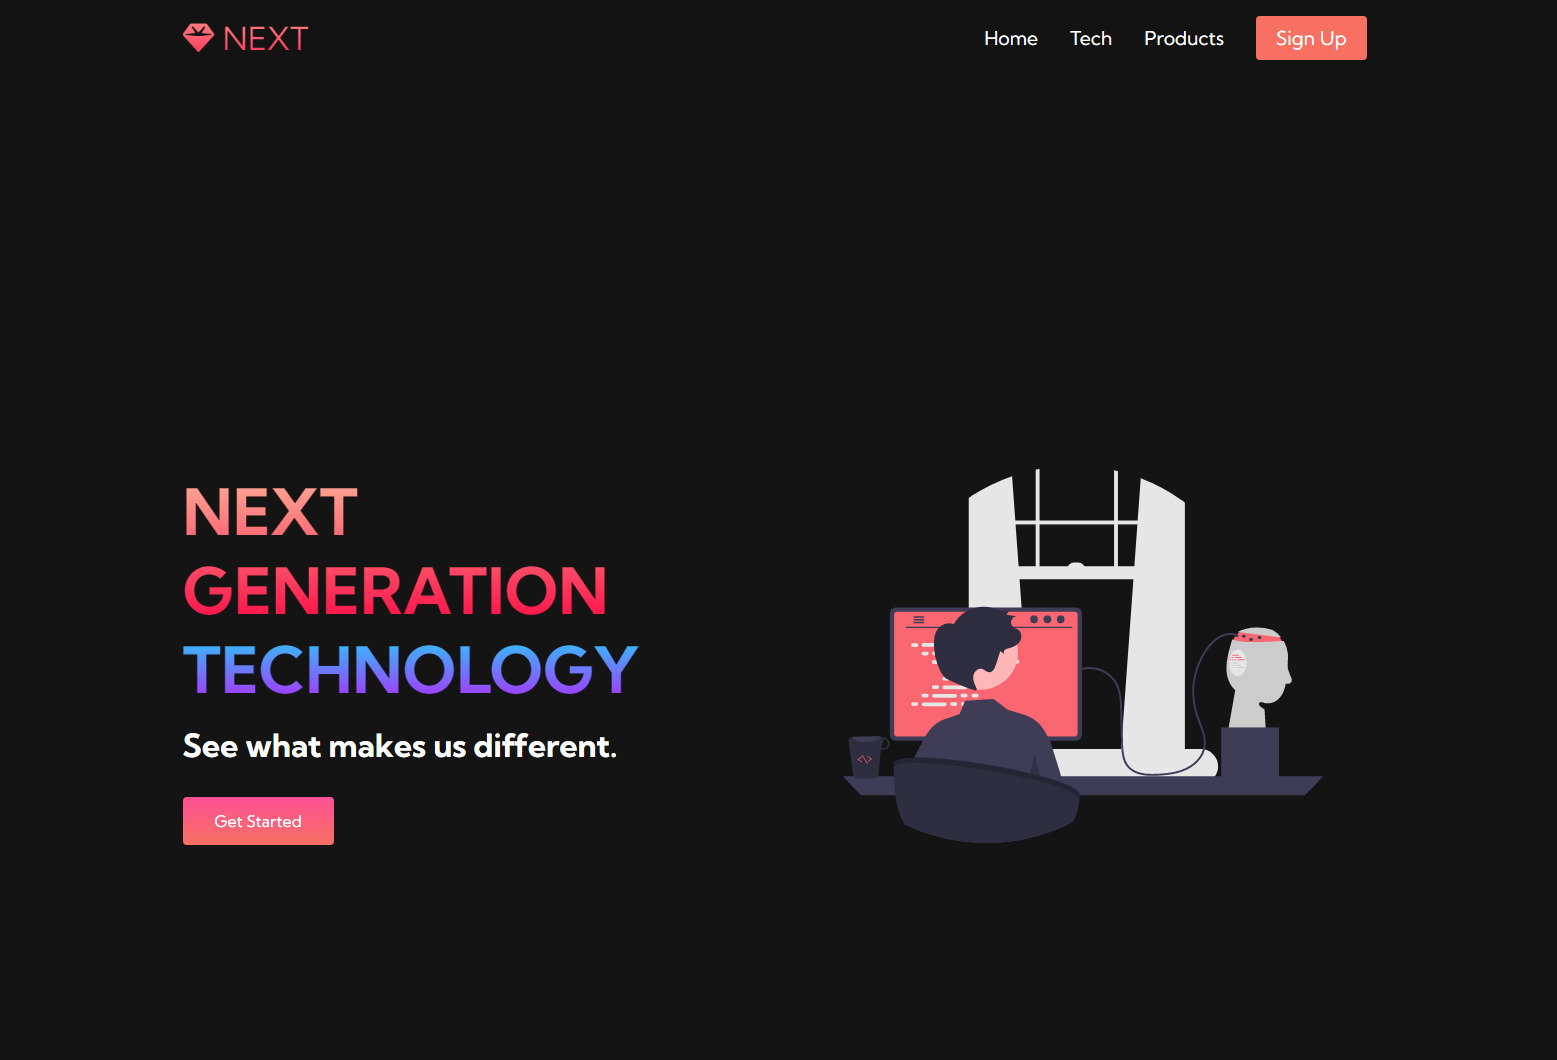 NEXT
Home
Tech
Products
Sign Up
NEXT
GENERATION
TECHNOLOGY
See what makes us different.
Get Started